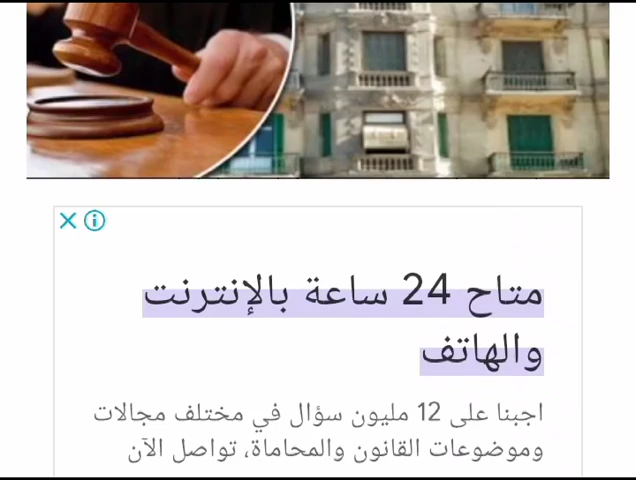 متاح 24 ساعة بالإنترنت
والهاتف
اجبنا على 12 مليون سؤال في مختلف مجالات
وموضوعات القانون والمحاماة، تواصل الآن